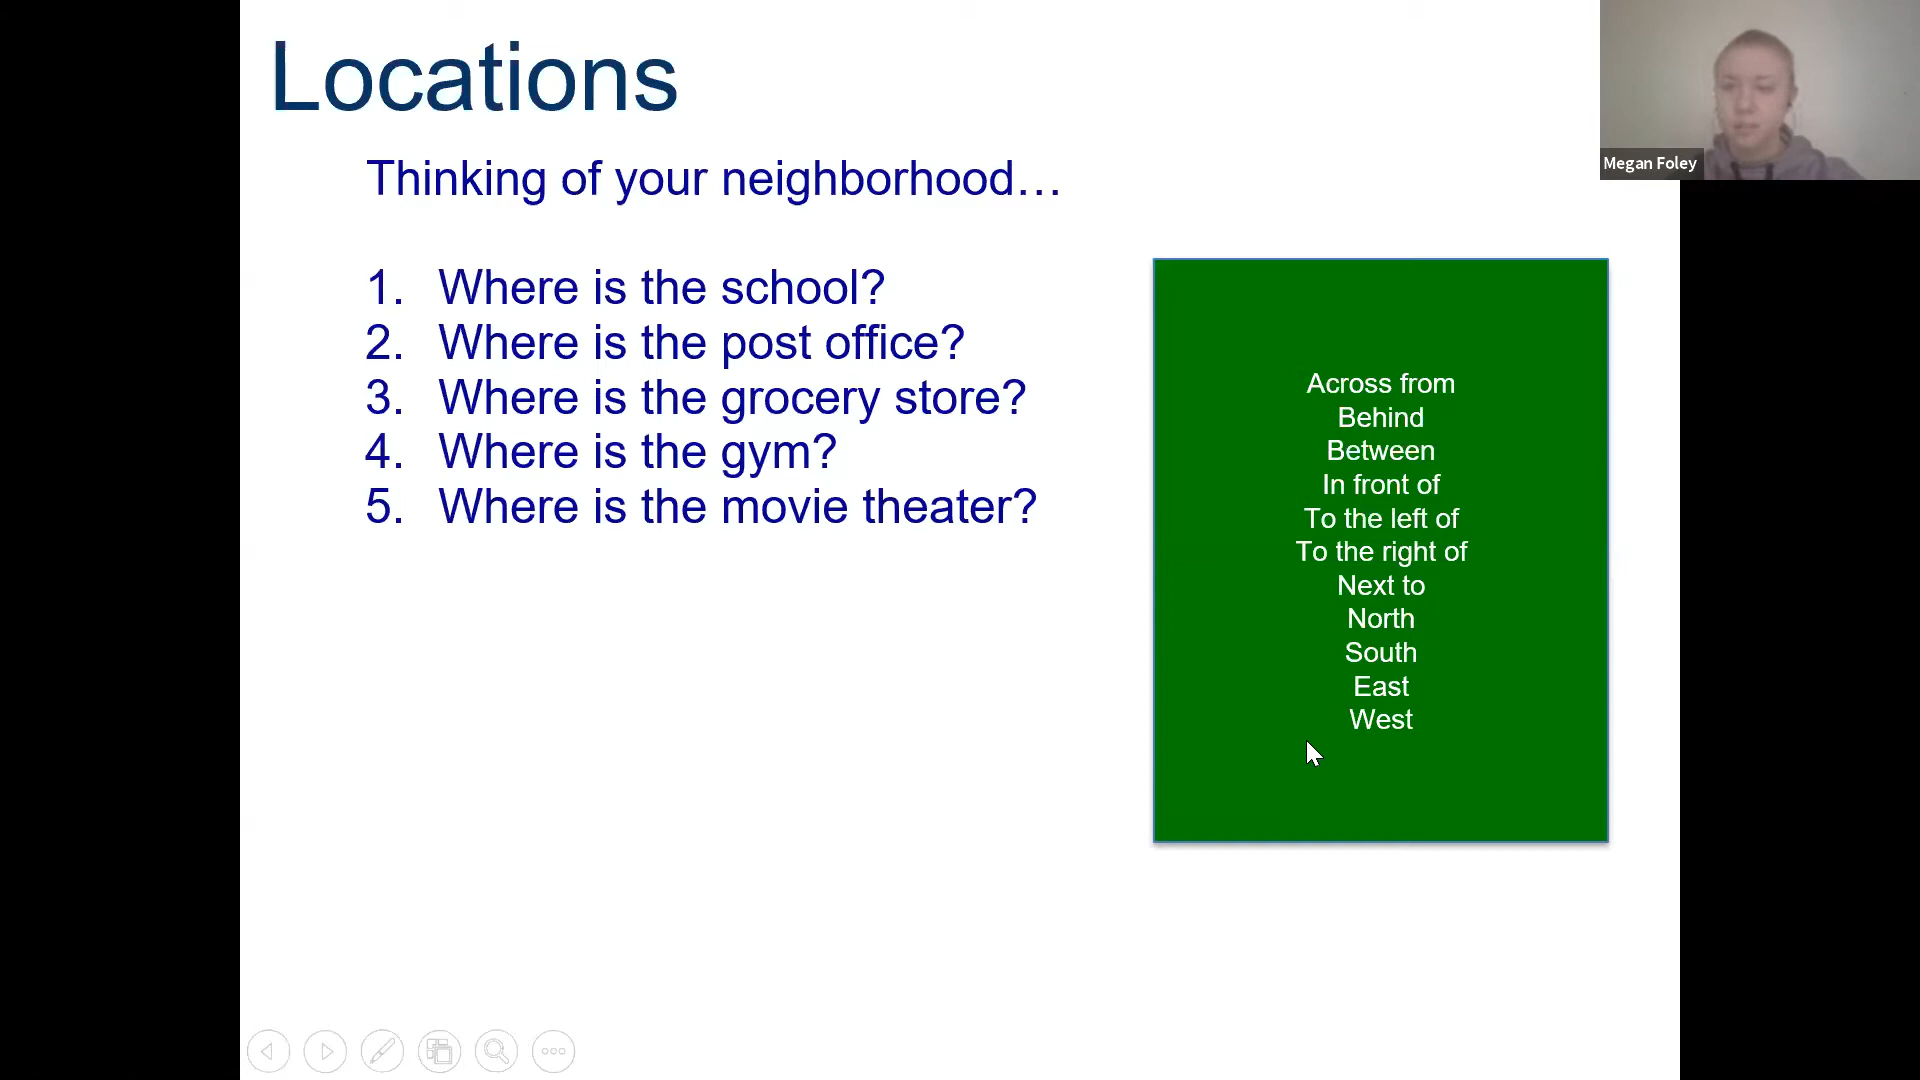 Locations
Thinking of your neighborhood…
1. Where is the school?
2. Where is the post office?
3. Where is the grocery store?
4. Where is the gym?
5. Where is the movie theater?
Across from
Behind
Between
In front of
To the left of
To the right of
Next to
North
South
East
West
Megan Foley